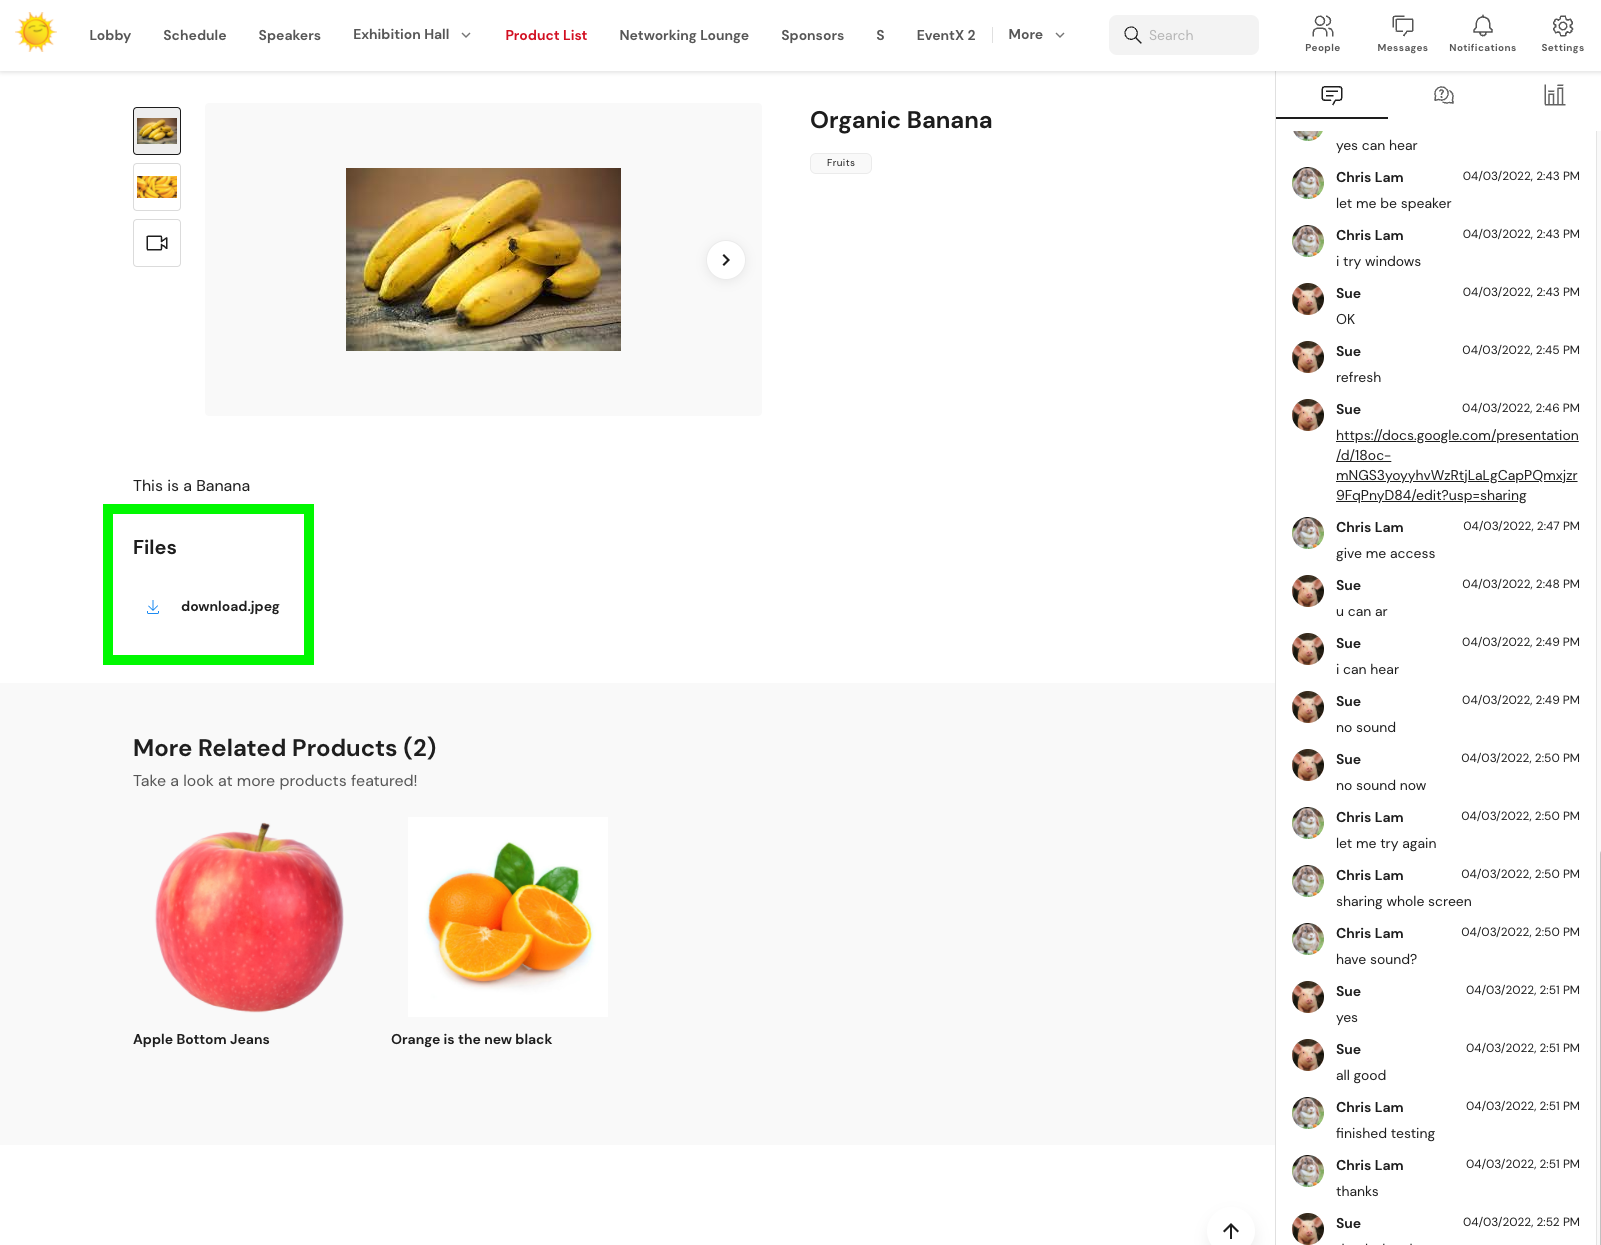 Lobby
Schedule
Speakers
Exhibition Hall
Product List
Networking Lounge
Sponsors
S
EventX 2
More
Search
People
Messages
Notifications
Settings
Organic Banana
Fruits
This is a Banana
Files
download.jpeg
More Related Products (2)
Take a look at more products featured!
Apple Bottom Jeans
Orange is the new black
yes can hear
Chris Lam 04/03/2022, 2:43 PM
let me be speaker
Chris Lam 04/03/2022, 2:43 PM
i try windows
Sue 04/03/2022, 2:43 PM
OK
Sue 04/03/2022, 2:45 PM
refresh
Sue 04/03/2022, 2:46 PM
https://docs.google.com/presentation
/d/18oc-
mNGS3yoyyhvWzRtjLaLgCapPQmxjzr
9FqPnyD84/edit?usp=sharing
Chris Lam 04/03/2022, 2:47 PM
give me access
Sue 04/03/2022, 2:48 PM
u can ar
Sue 04/03/2022, 2:49 PM
i can hear
Sue 04/03/2022, 2:49 PM
no sound
Sue 04/03/2022, 2:50 PM
no sound now
Chris Lam 04/03/2022, 2:50 PM
let me try again
Chris Lam 04/03/2022, 2:50 PM
sharing whole screen
Chris Lam 04/03/2022, 2:50 PM
have sound?
Sue 04/03/2022, 2:51 PM
yes
Sue 04/03/2022, 2:51 PM
all good
Chris Lam 04/03/2022, 2:51 PM
finished testing
Chris Lam 04/03/2022, 2:51 PM
thanks
Sue 04/03/2022, 2:52 PM